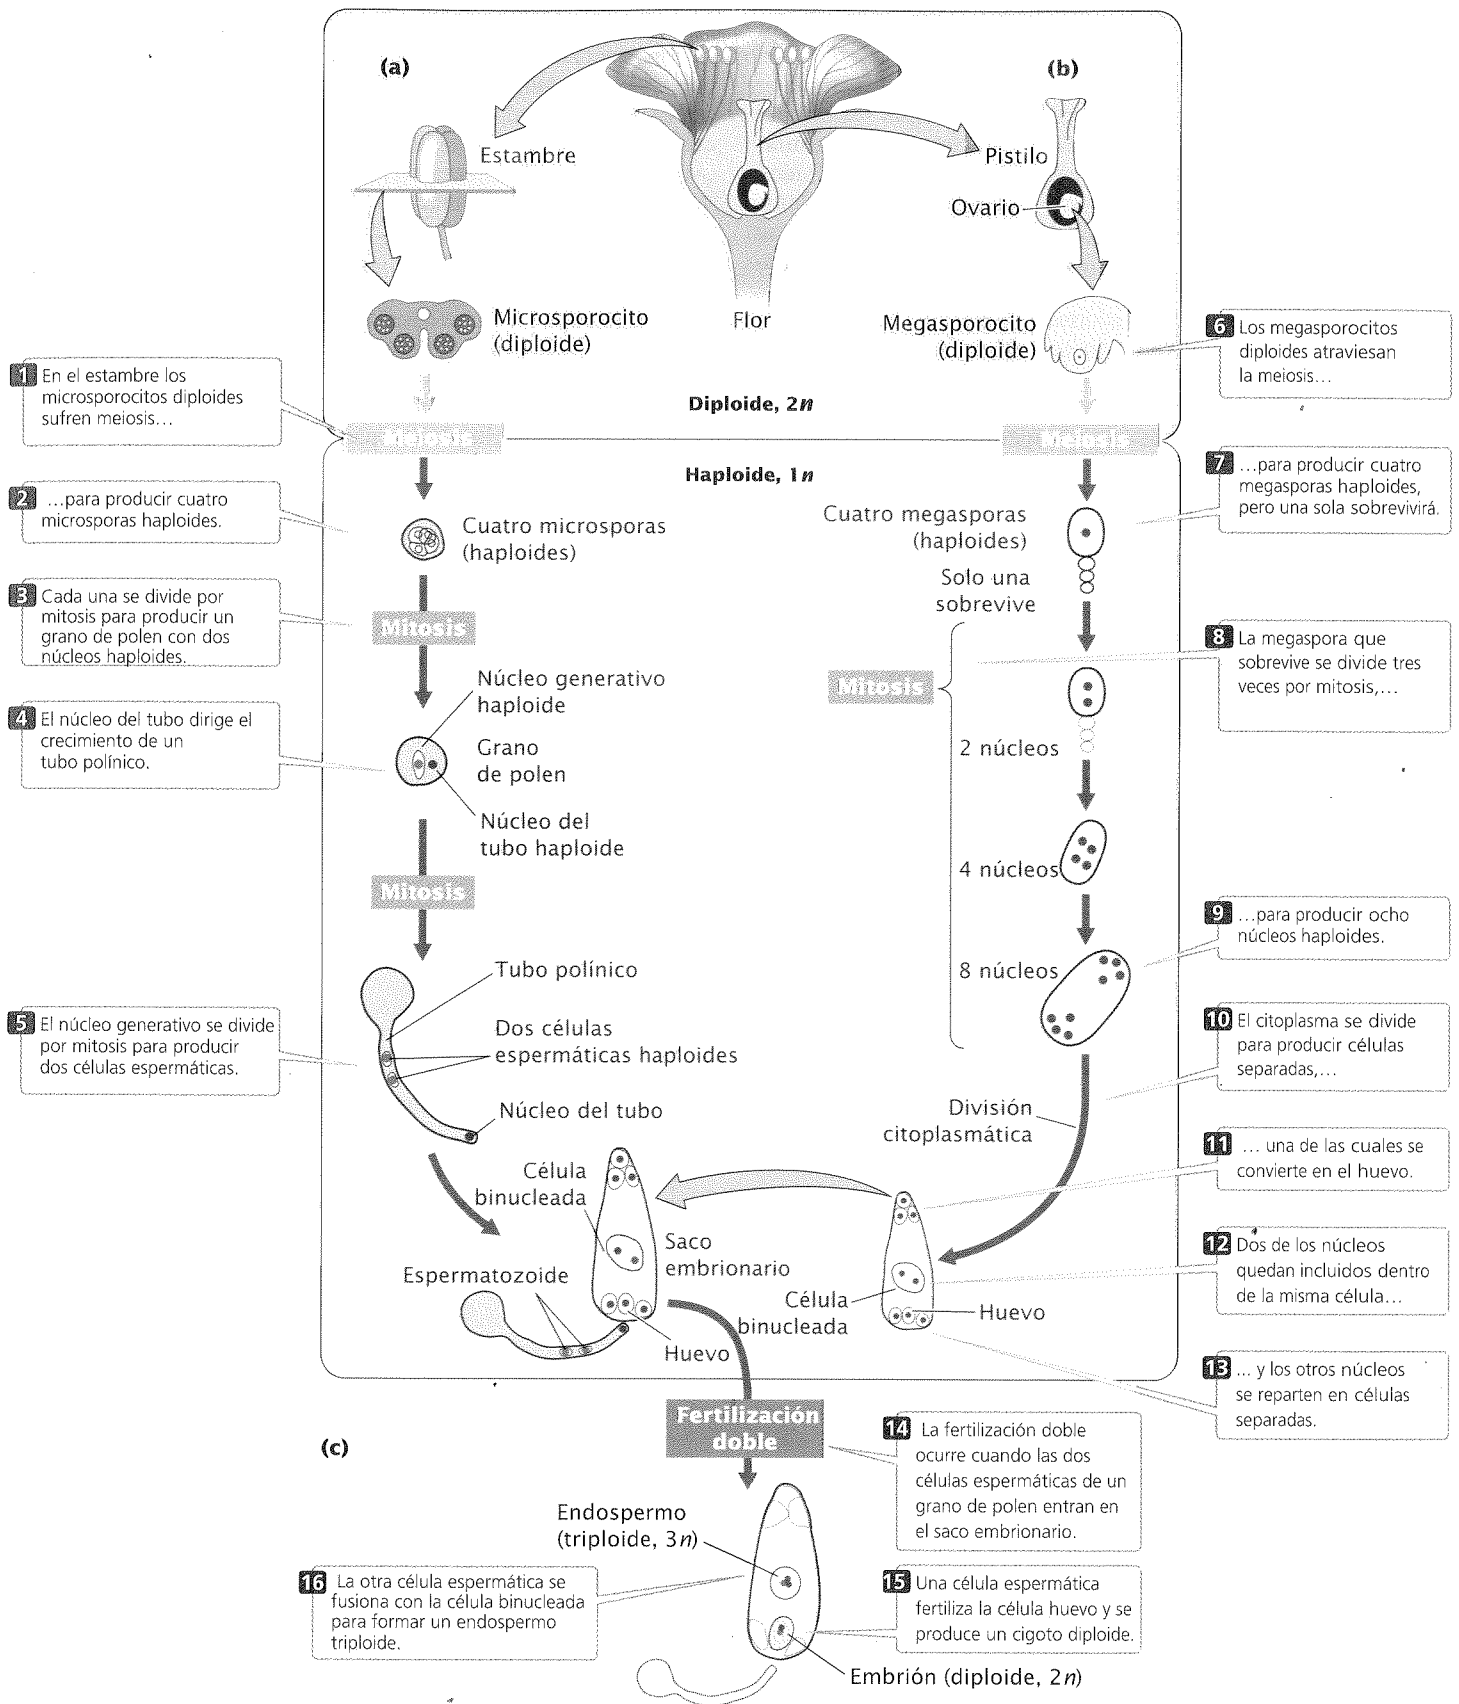 (a)
(b)
Estambre
Pistilo
Ovario
Microsporocito
(diploide)
Flor
Megasporocito
(diploide)
6 Los megasporocitos
diploides atraviesan
la meiosis...
1 En el estambre los
microsporocitos diploides
sufren meiosis...
Diploide, 2n
Meiosis
Meiosis
Haploide, 1n
7 ...para producir cuatro
megasporas haploides,
pero una sola sobrevivirá.
2 ...para producir cuatro
microsporas haploides.
Cuatro microsporas
(haploides)
Cuatro megasporas
(haploides)
Solo una
sobrevive
3 Cada una se divide por
mitosis para producir un
grano de polen con dos
núcleos haploides.
Mitosis
8 La megaspora que
sobrevive se divide tres
veces por mitosis,...
Mitosis
Núcleo generativo
haploide
4 El núcleo del tubo dirige el
crecimiento de un
tubo polínico.
Grano
de polen
2 núcleos
Núcleo del
tubo haploide
4 núcleos
Mitosis
9 ...para producir ocho
núcleos haploides.
Tubo polínico
8 núcleos
5 El núcleo generativo se divide
por mitosis para producir
dos células espermáticas.
Dos células
espermáticas haploides
10 El citoplasma se divide
para producir células
separadas,...
Núcleo del tubo
División
citoplasmática
11 ... una de las cuales se
convierte en el huevo.
Célula
binucleada
Saco
embrionario
12 Dos de los núcleos
quedan incluidos dentro
de la misma célula...
Espermatozoide
Célula
binucleada
Huevo
Huevo
13 ... y los otros núcleos
se reparten en células
separadas.
Fertilización
doble
(c)
14 La fertilización doble
ocurre cuando las dos
células espermáticas de un
grano de polen entran en
el saco embrionario.
Endospermo
(triploide, 3n)
16 La otra célula espermática se
fusiona con la célula binucleada
para formar un endospermo
triploide.
15 Una célula espermática
fertiliza la célula huevo y se
produce un cigoto diploide.
Embrión (diploide, 2n)